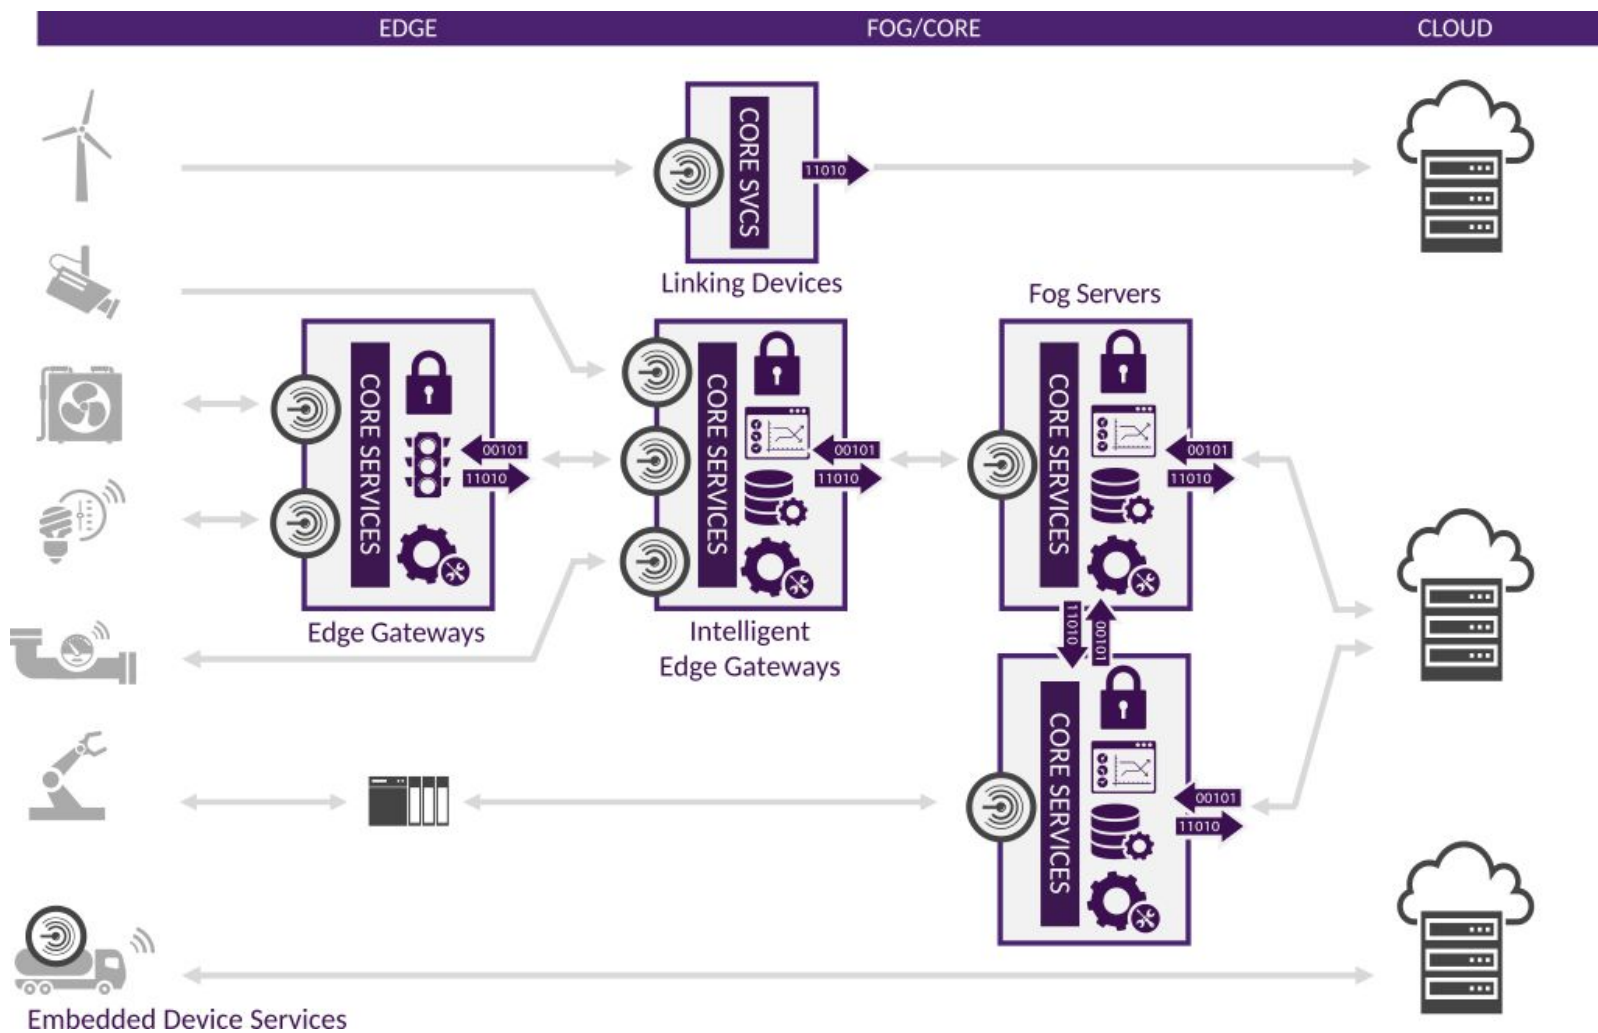 EDGE
FOG/CORE
CLOUD
CORE SVCS
11010
Linking Devices
Fog Servers
CORE SERVICES
00101
11010
Edge Gateways
CORE SERVICES
00101
11010
Intelligent
Edge Gateways
CORE SERVICES
00101
11010
11010
00101
CORE SERVICES
00101
11010
Embedded Device Services